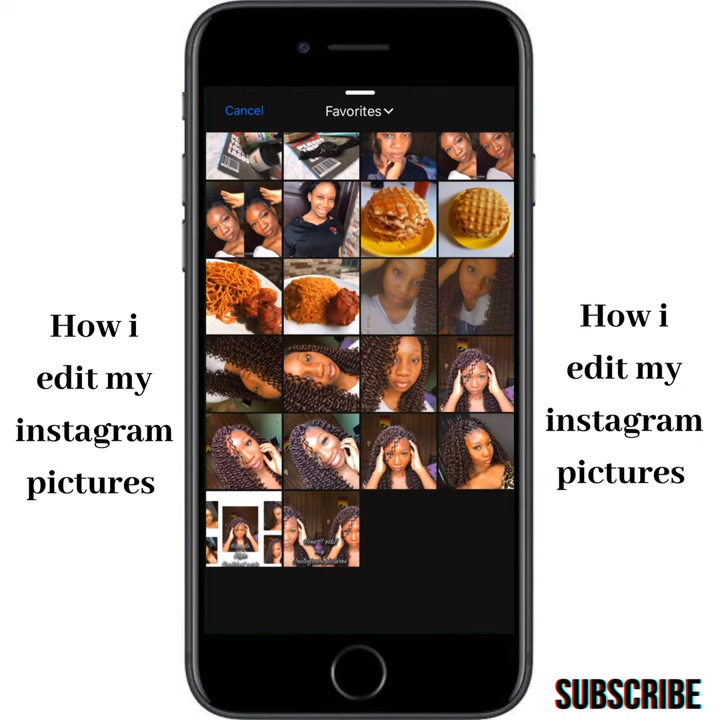 Cancel
Favorites
How i
edit my
instagram
pictures
How i
edit my
instagram
pictures
SUBSCRIBE